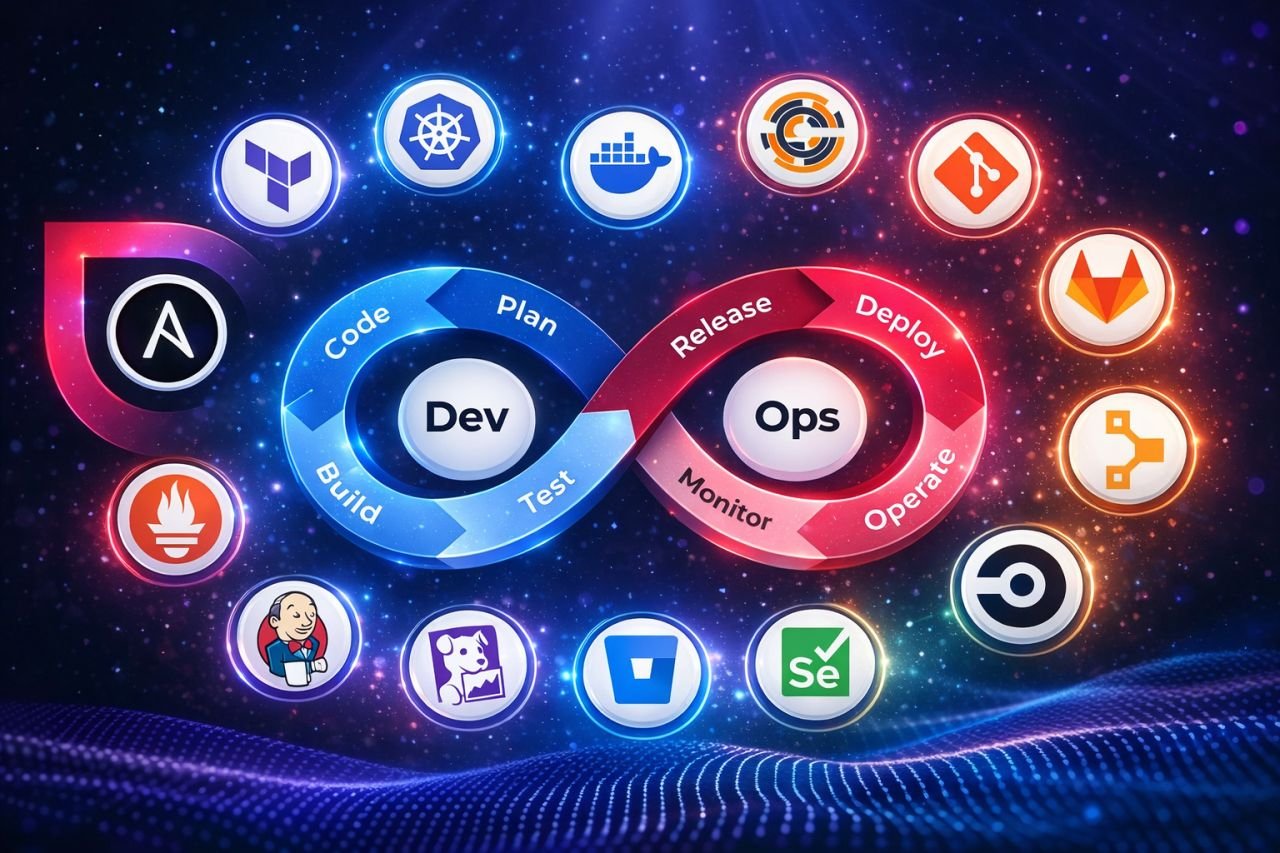 Code
Plan
Release
Deploy
Dev
Ops
Build
Test
Monitor
Operate
Se